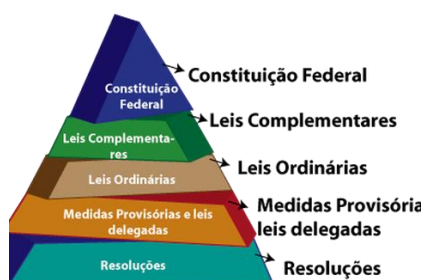 Constituição
Federal
Constituição Federal
Leis Complementa-
res
Leis Complementares
Leis Ordinárias
Leis Ordinárias
Medidas Provisórias e leis
delegadas
Medidas Provisória
leis delegadas
Resoluções
Resoluções